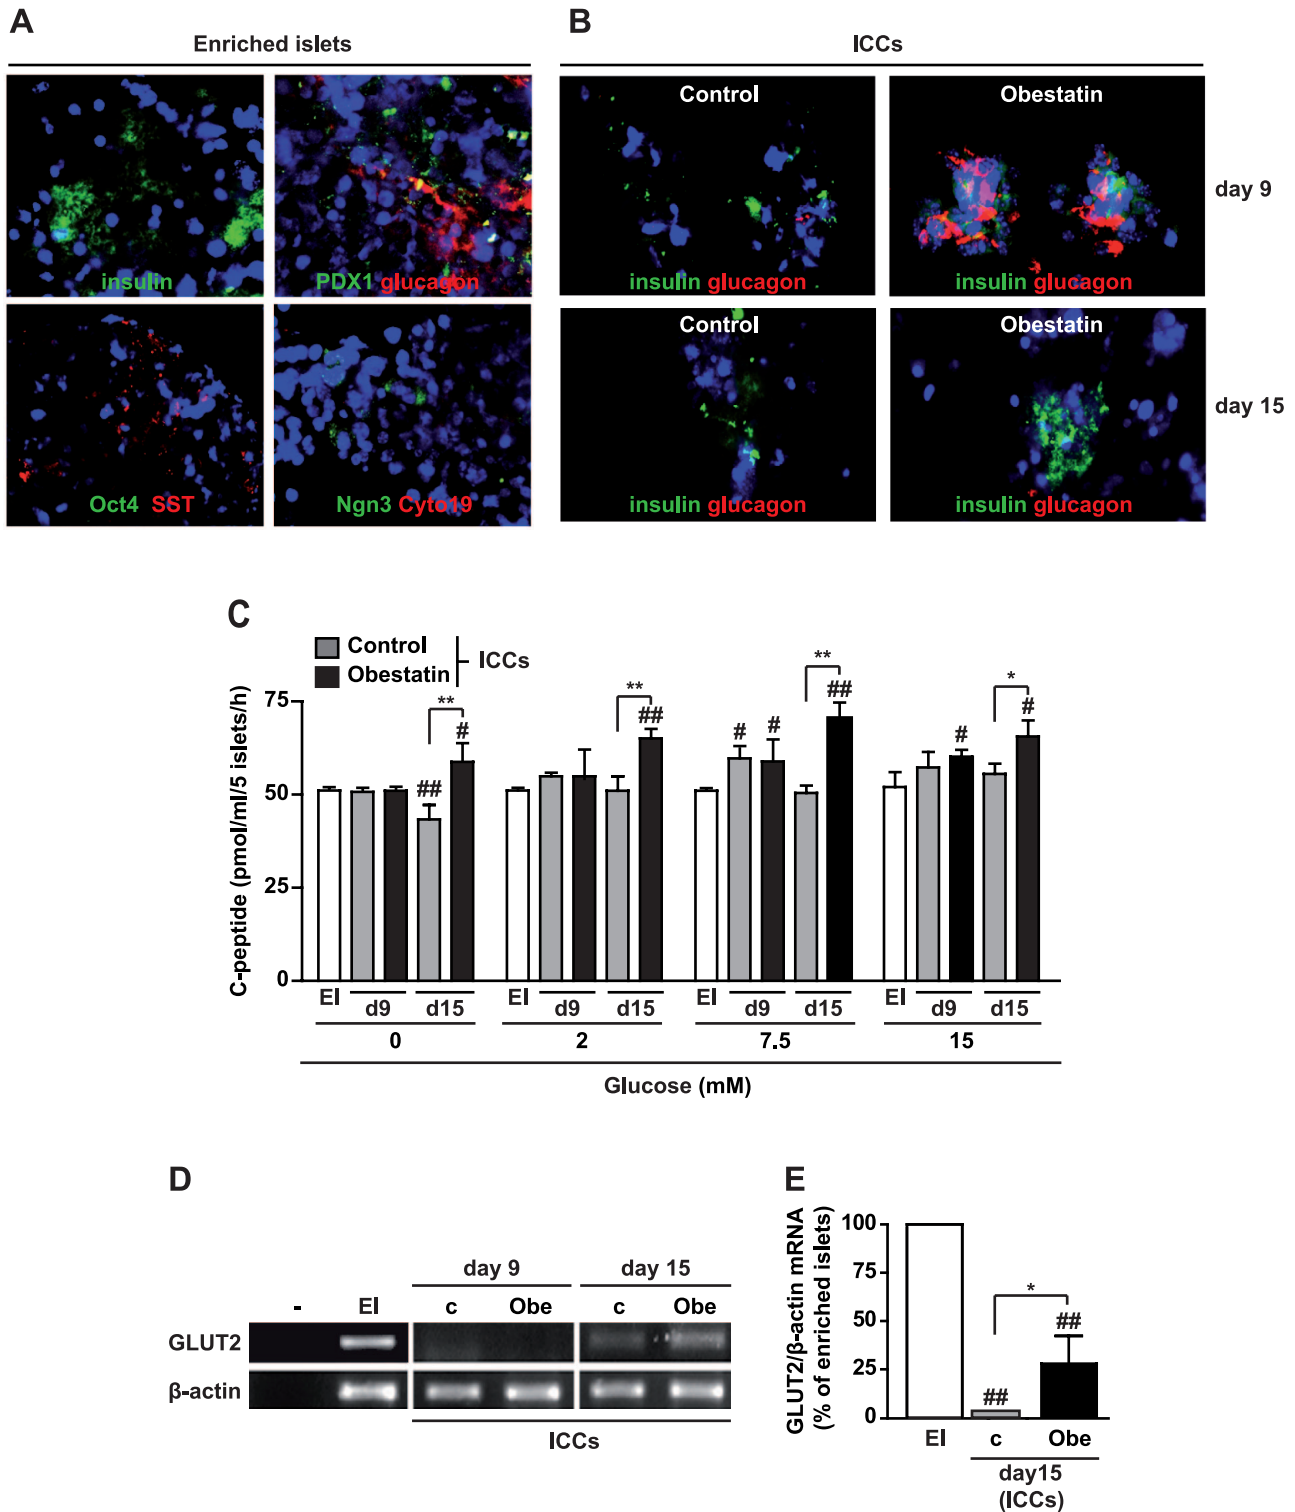 A
Enriched islets
insulin
PDX1 glucagon
Oct4 SST
Ngn3 Cyto19
B
ICCs
Control
Obestatin
day 9
insulin glucagon
insulin glucagon
Control
Obestatin
day 15
insulin glucagon
insulin glucagon
C
Control
Obestatin
ICCs
C-peptide (pmol/ml/5 islets/h)
75
50
25
0
##
#
**
##
**
#
#
##
**
#
#
*
EI
d9
d15
EI
d9
d15
EI
d9
d15
EI
d9
d15
0
2
7.5
15
Glucose (mM)
D
day 9
day 15
-
EI
c
Obe
c
Obe
GLUT2
β-actin
ICCs
E
GLUT2/β-actin mRNA
(% of enriched islets)
100
75
50
25
0
##
*
##
EI
c
Obe
day15
(ICCs)